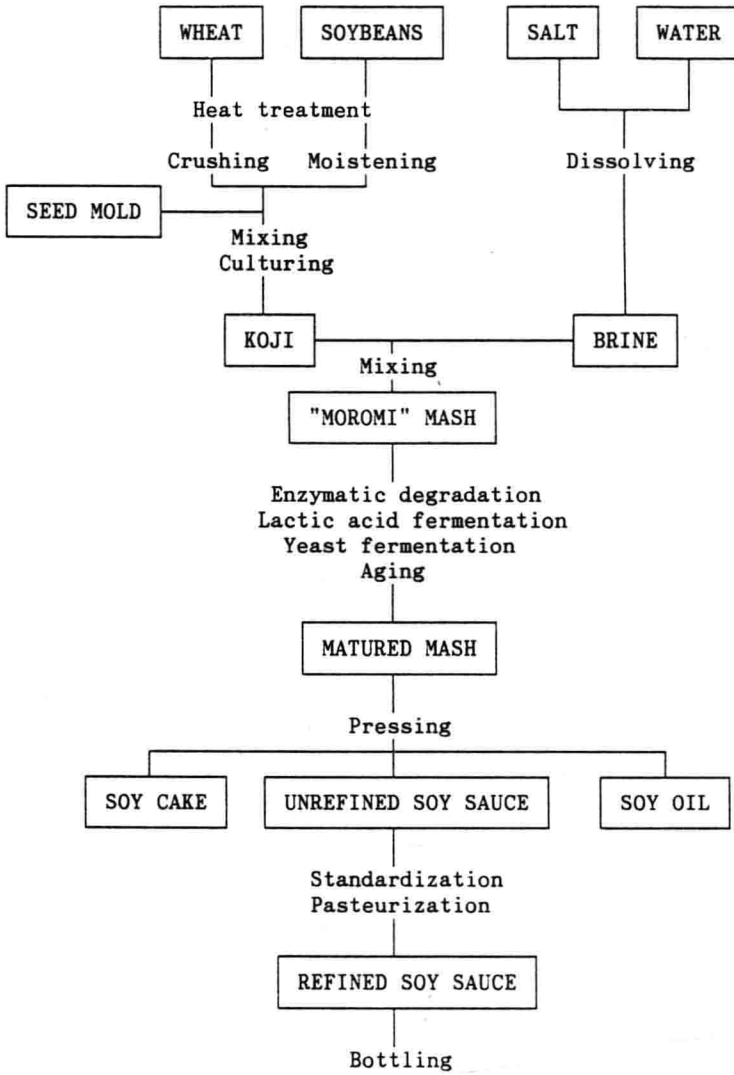 WHEAT SOYBEANS SALT WATER
Heat treatment
Crushing Moistening Dissolving
SEED MOLD
Mixing
Culturing
KOJI BRINE
Mixing
"MOROMI" MASH
Enzymatic degradation
Lactic acid fermentation
Yeast fermentation
Aging
MATURED MASH
Pressing
SOY CAKE UNREFINED SOY SAUCE SOY OIL
Standardization
Pasteurization
REFINED SOY SAUCE
Bottling